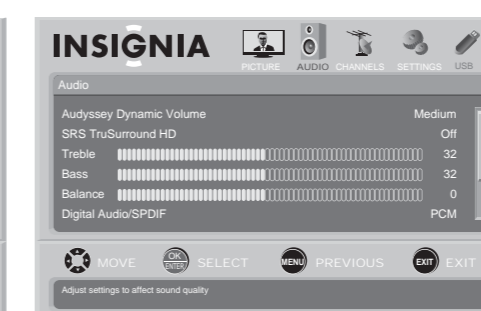 INSIGNIA
PICTURE AUDIO CHANNELS SETTINGS USB
Audio
Audyssey Dynamic Volume Medium
SRS TruSurround HD Off
Treble 32
Bass 32
Balance 0
Digital Audio/SPDIF PCM
MOVE OK ENTER SELECT MENU PREVIOUS EXIT EXIT
Adjust settings to affect sound quality